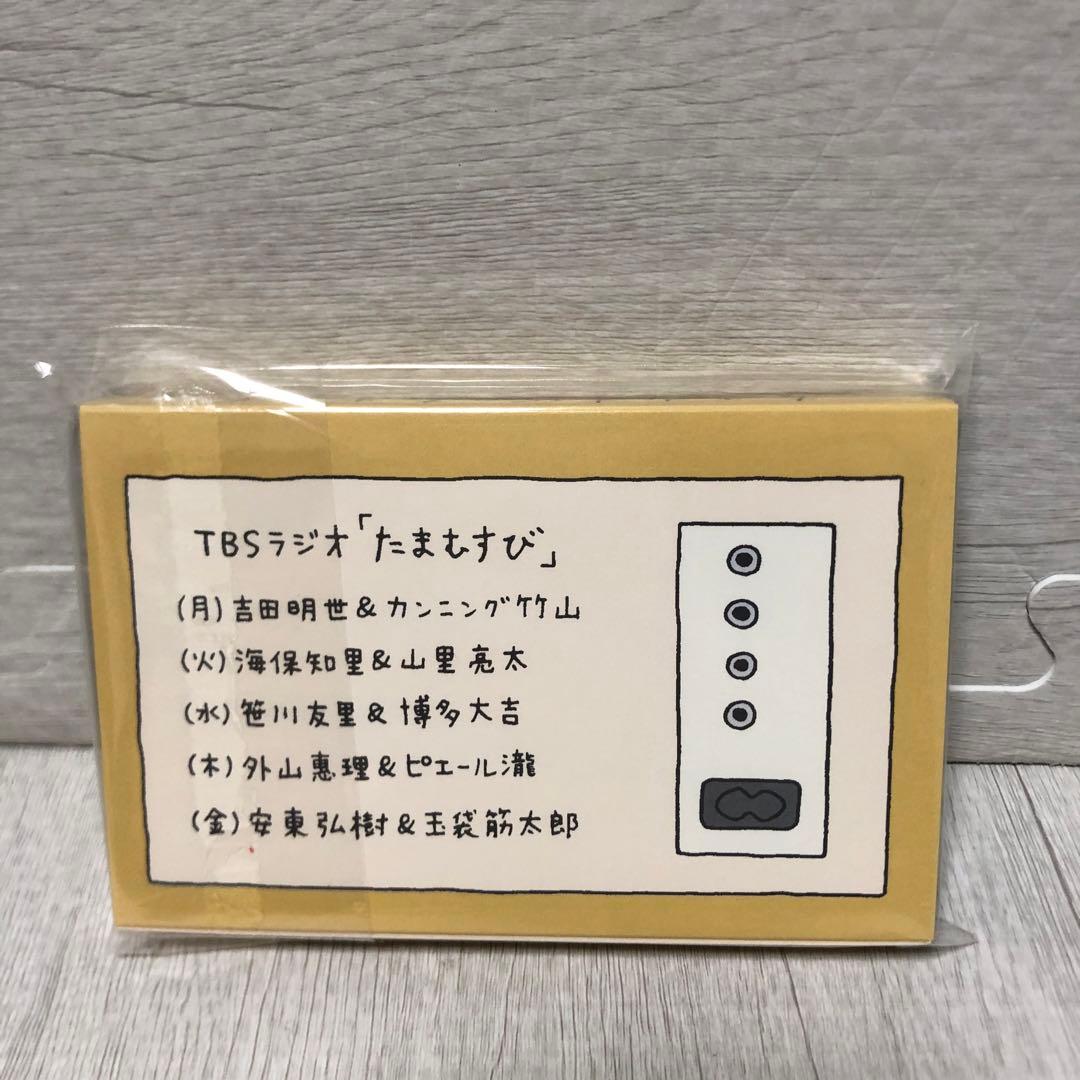 TBSラジオ「たまむすび」
(月)吉田明世&カンニング竹山
(火)海保知里&山里亮太
(水)笹川友里&博多大吉
(木)外山惠理&ピエール瀧
(金)安東弘樹&玉袋筋太郎